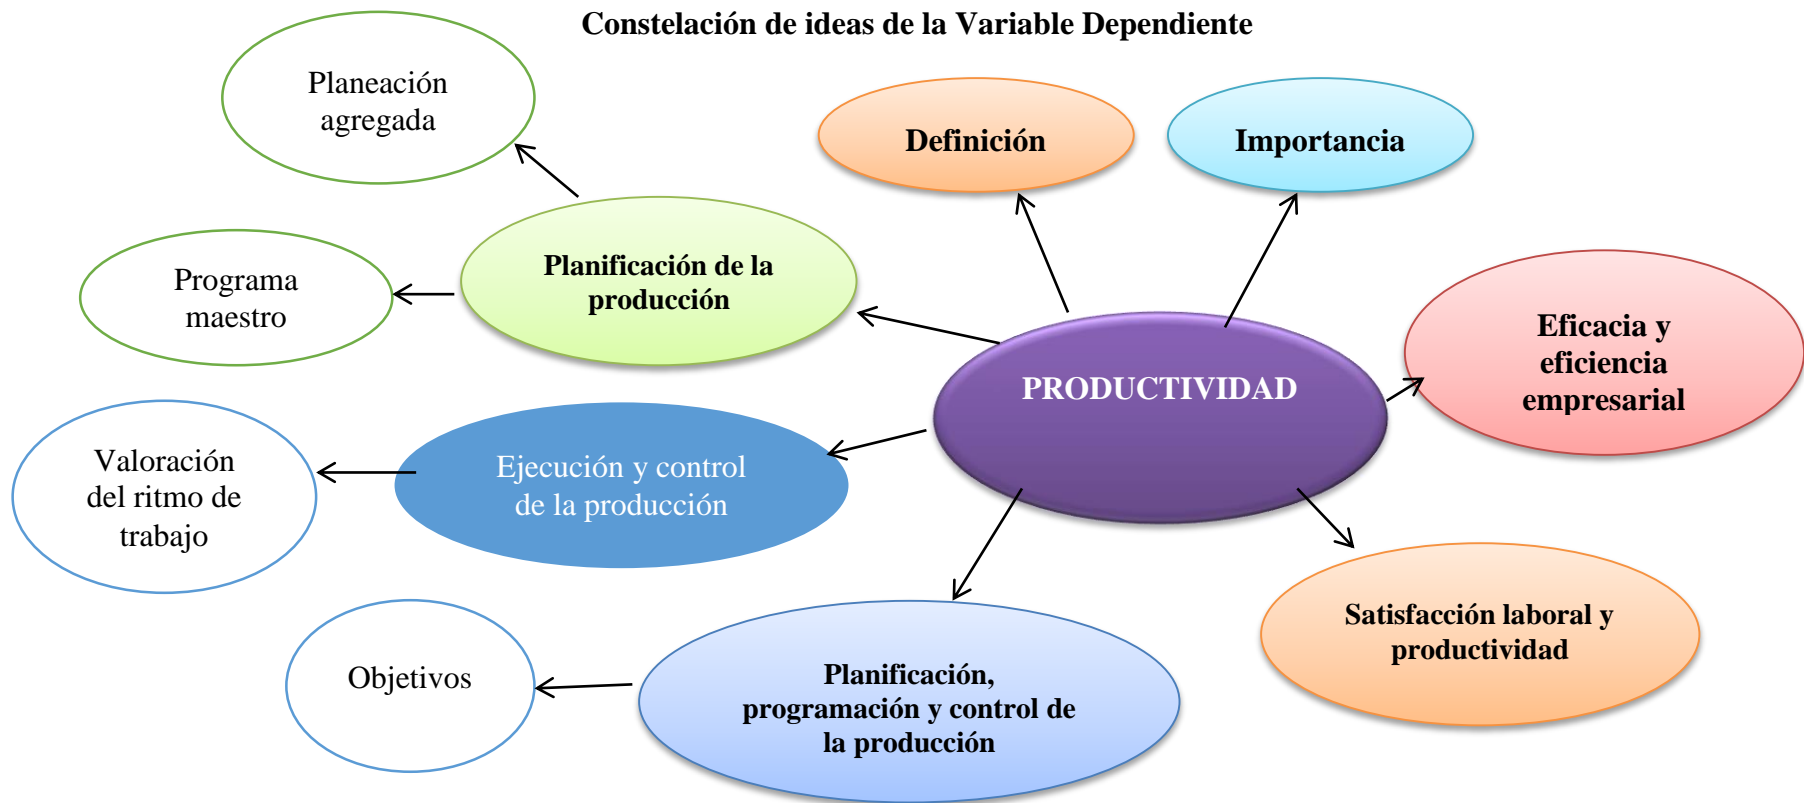 Constelación de ideas de la Variable Dependiente
Planeación
agregada
Definición
Importancia
Planificación de la
producción
Programa
maestro
Eficacia y
eficiencia
empresarial
PRODUCTIVIDAD
Valoración
del ritmo de
trabajo
Ejecución y control
de la producción
Satisfacción laboral y
productividad
Objetivos
Planificación,
programación y control de
la producción